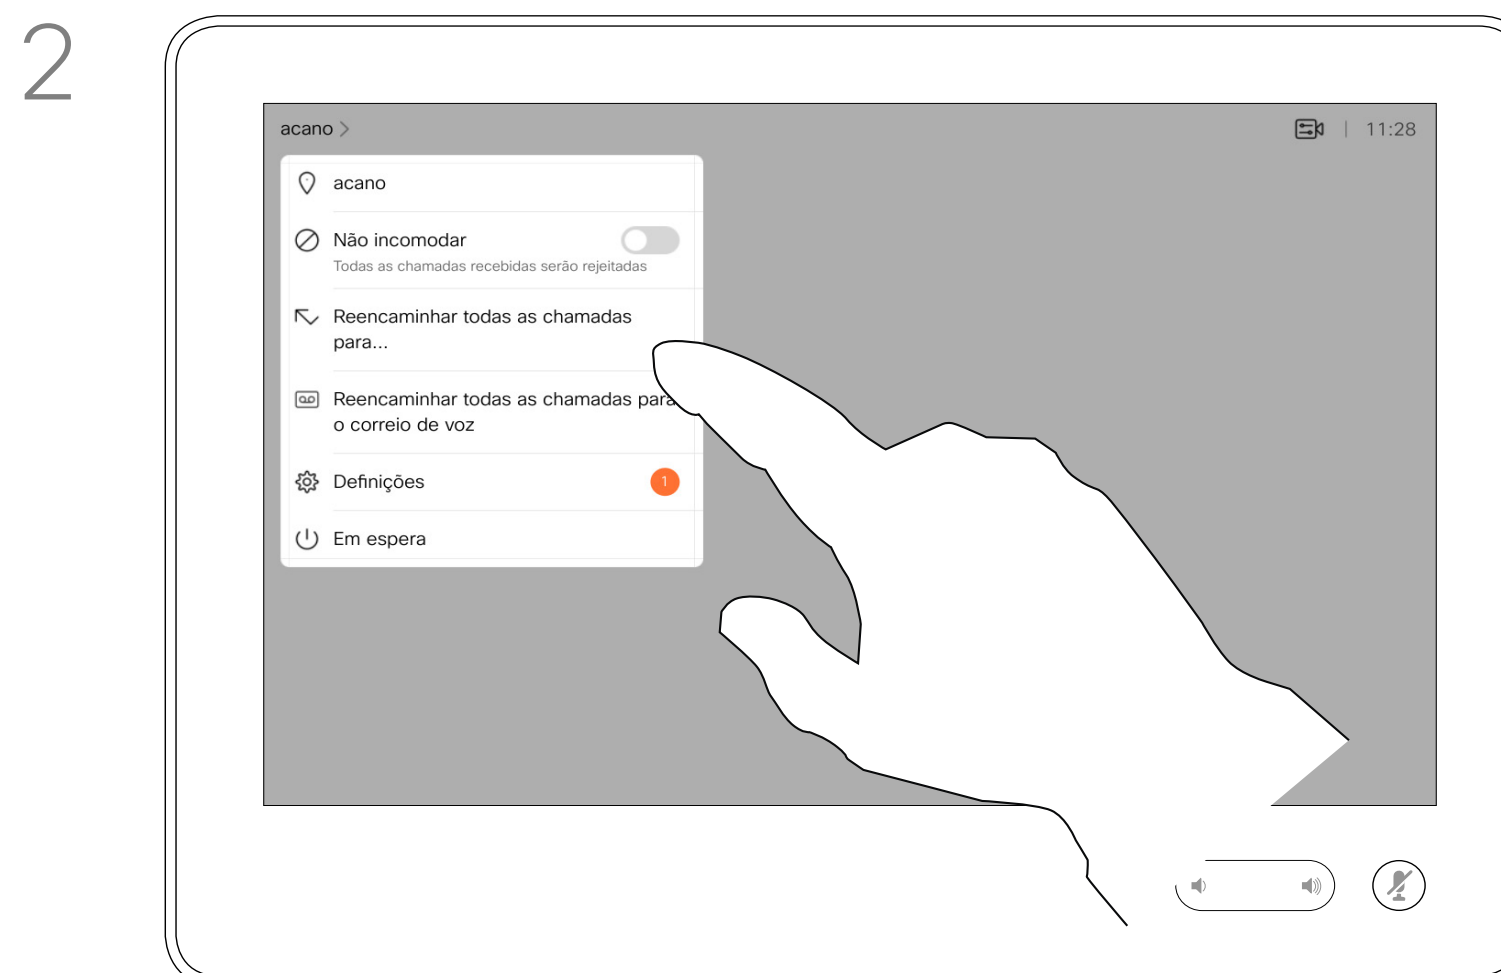 2
acano
11:28
acano
Não incomodar
Todas as chamadas recebidas serão rejeitadas
Reencaminhar todas as chamadas
para...
Reencaminhar todas as chamadas para
o correio de voz
Definições
1
Em espera